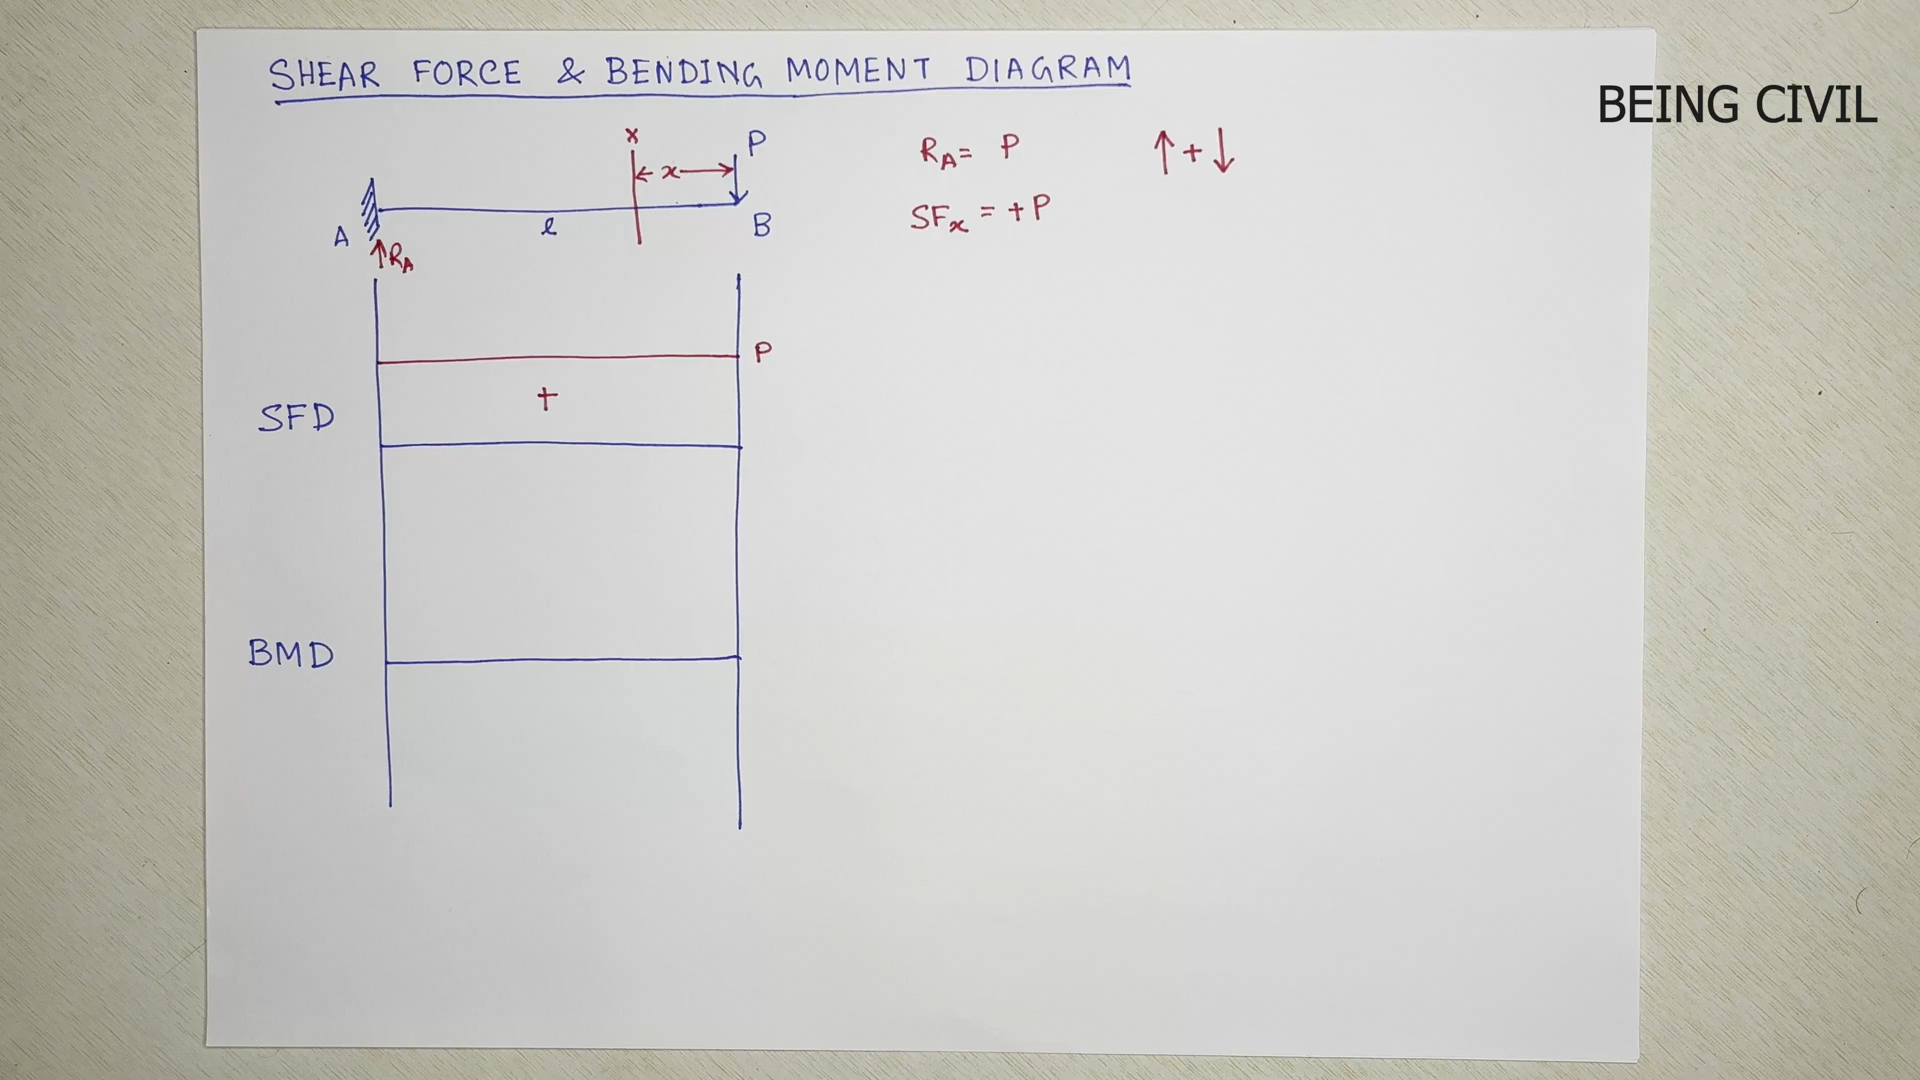 SHEAR FORCE & BENDING MOMENT DIAGRAM
BEING CIVIL
x
P
← x →
A
l
B
↑RA
RA = P
↑ + ↓
SFx = +P
P
+
SFD
BMD